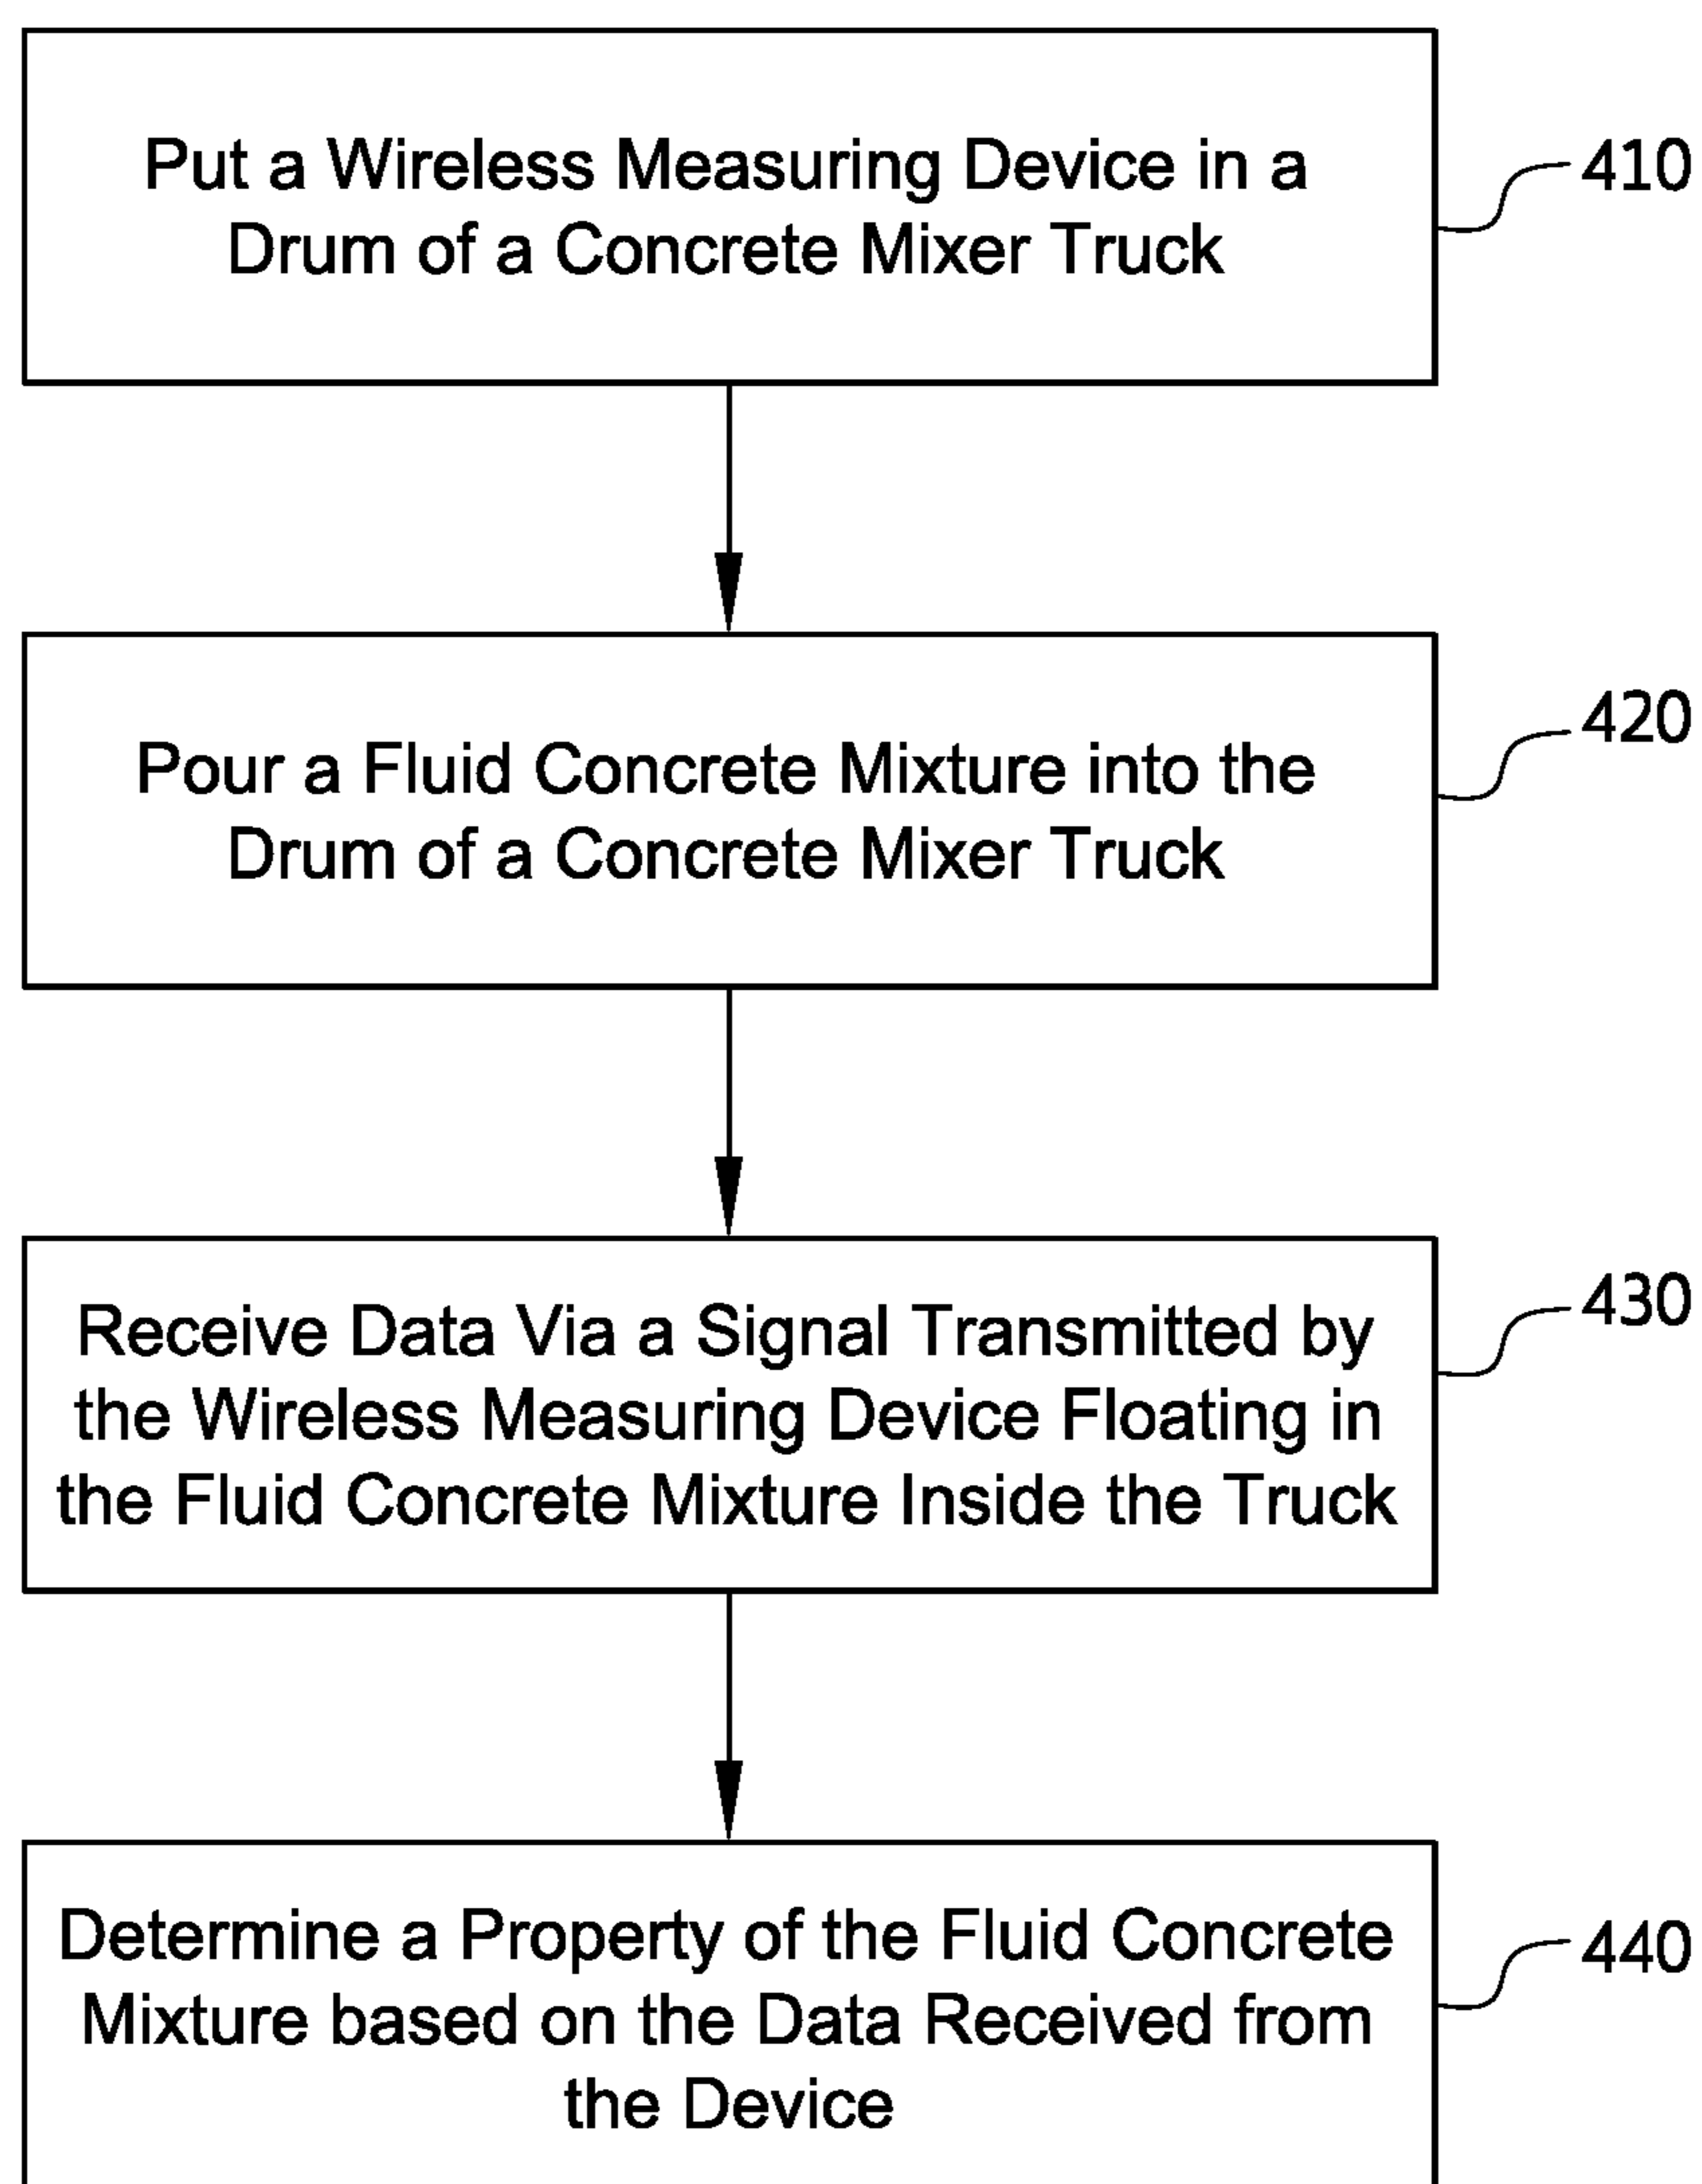 Put a Wireless Measuring Device in a
Drum of a Concrete Mixer Truck
410
Pour a Fluid Concrete Mixture into the
Drum of a Concrete Mixer Truck
420
Receive Data Via a Signal Transmitted by
the Wireless Measuring Device Floating in
the Fluid Concrete Mixture Inside the Truck
430
Determine a Property of the Fluid Concrete
Mixture based on the Data Received from
the Device
440